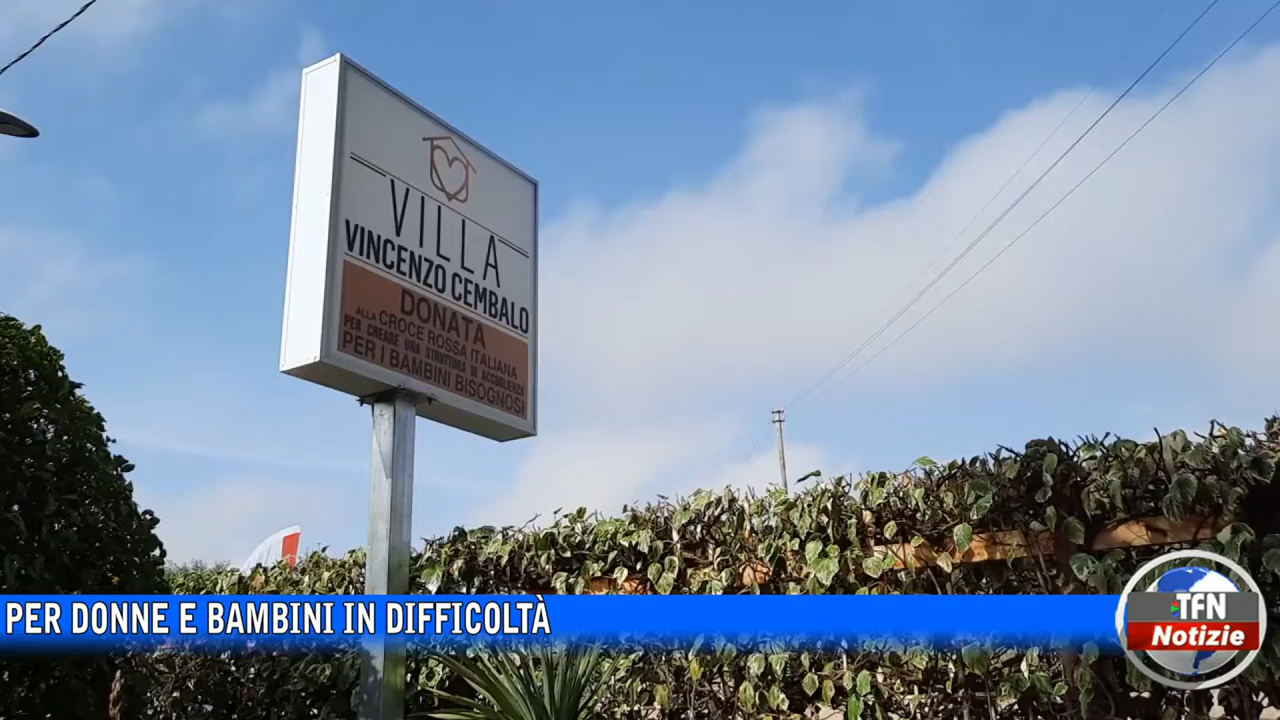 VILLA
VINCENZO CEMBALO
DONATA
ALLA CROCE ROSSA ITALIANA
PER CREARE UNA STRUTTURA DI ACCOGLIENZA
PER I BAMBINI BISOGNOSI
PER DONNE E BAMBINI IN DIFFICOLTÀ
TFN
Notizie